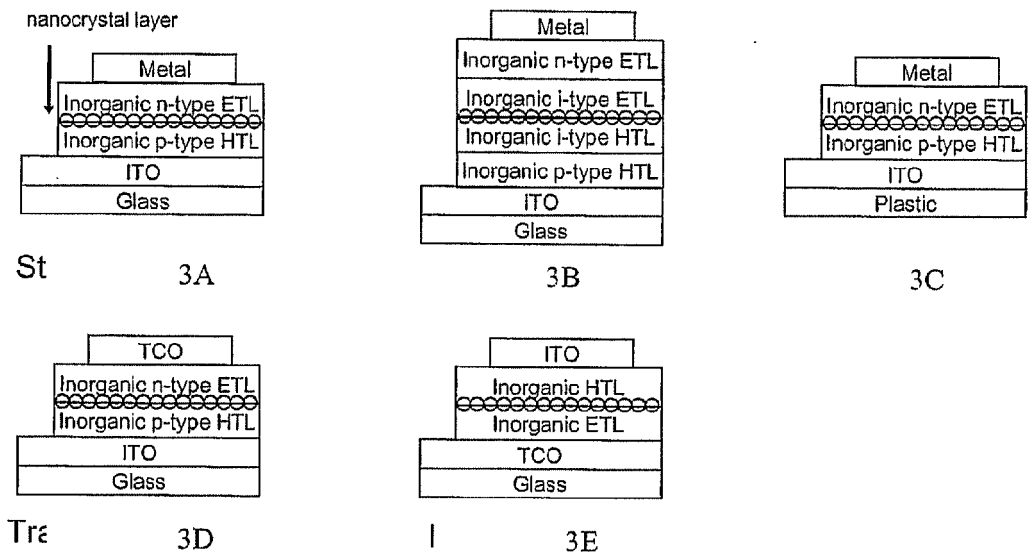 nanocrystal layer
Metal
Inorganic n-type ETL
Inorganic p-type HTL
ITO
Glass
St
3A
Metal
Inorganic n-type ETL
Inorganic i-type ETL
Inorganic i-type HTL
Inorganic p-type HTL
ITO
Glass
3B
Metal
Inorganic n-type ETL
Inorganic p-type HTL
ITO
Plastic
3C
TCO
Inorganic n-type ETL
Inorganic p-type HTL
ITO
Glass
Tra
3D
ITO
Inorganic HTL
Inorganic ETL
TCO
Glass
I
3E